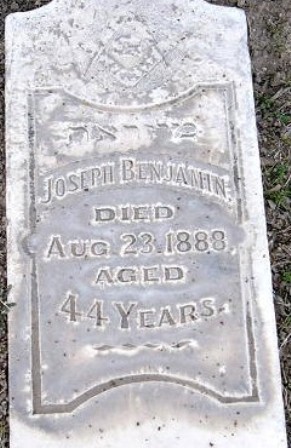 JOSEPH BENJAMIN.
DIED
AUG 23.1888.
AGED
44 YEARS.